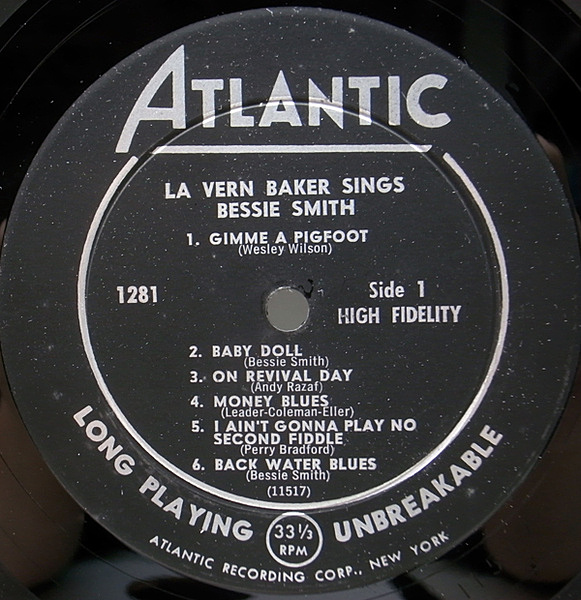 ATLANTIC
LA VERN BAKER SINGS
BESSIE SMITH
1. GIMME A PIGFOOT
(Wesley Wilson)
1281
Side 1
HIGH FIDELITY
2. BABY DOLL
(Bessie Smith)
3. ON REVIVAL DAY
(Andy Razaf)
4. MONEY BLUES
(Leader-Coleman-Eller)
5. I AIN'T GONNA PLAY NO
SECOND FIDDLE
(Perry Bradford)
6. BACK WATER BLUES
(Bessie Smith)
(11517)
LONG PLAYING
33 1/3
RPM
UNBREAKABLE
ATLANTIC RECORDING CORP., NEW YORK